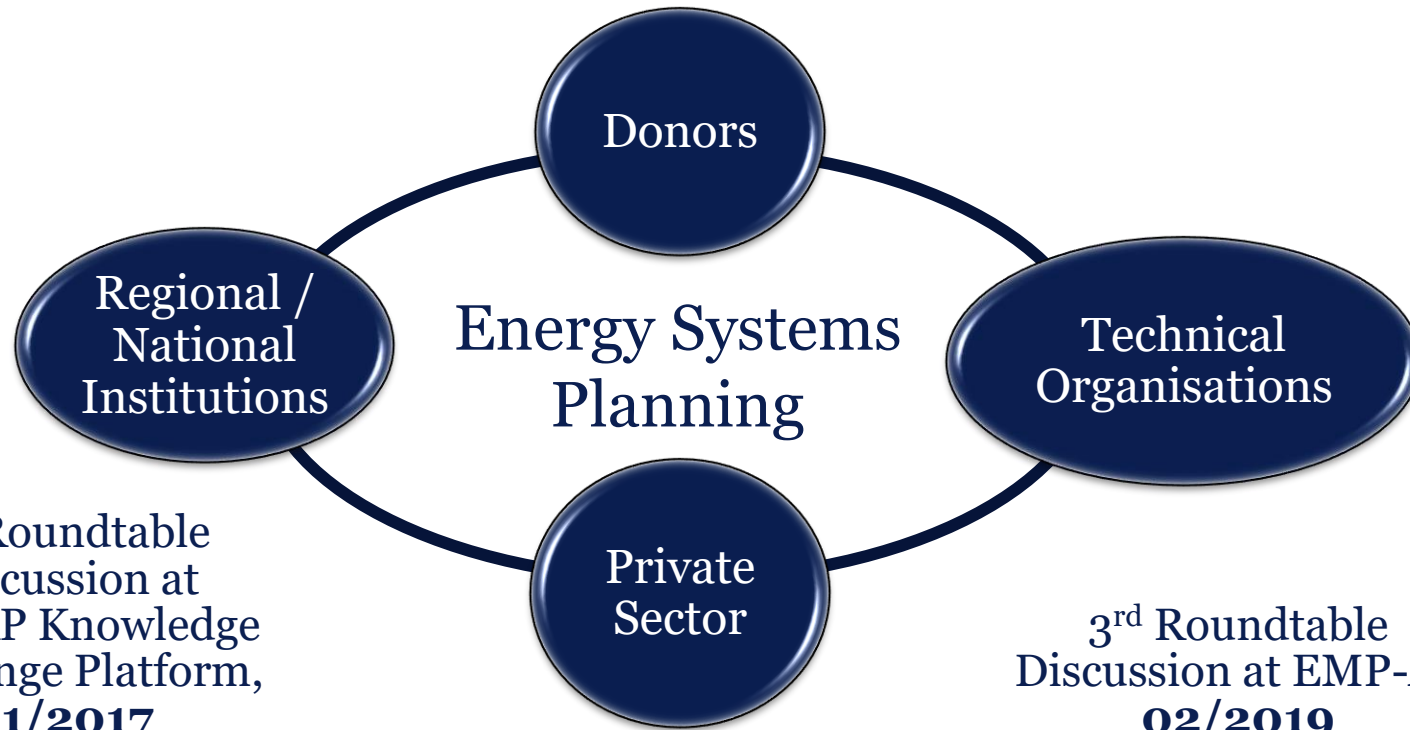 Donors
Regional /
National
Institutions
Energy Systems
Planning
Technical
Organisations
Private
Sector
Roundtable
cussion at
P Knowledge
nge Platform,
1/2017
3rd Roundtable
Discussion at EMP-
02/2019